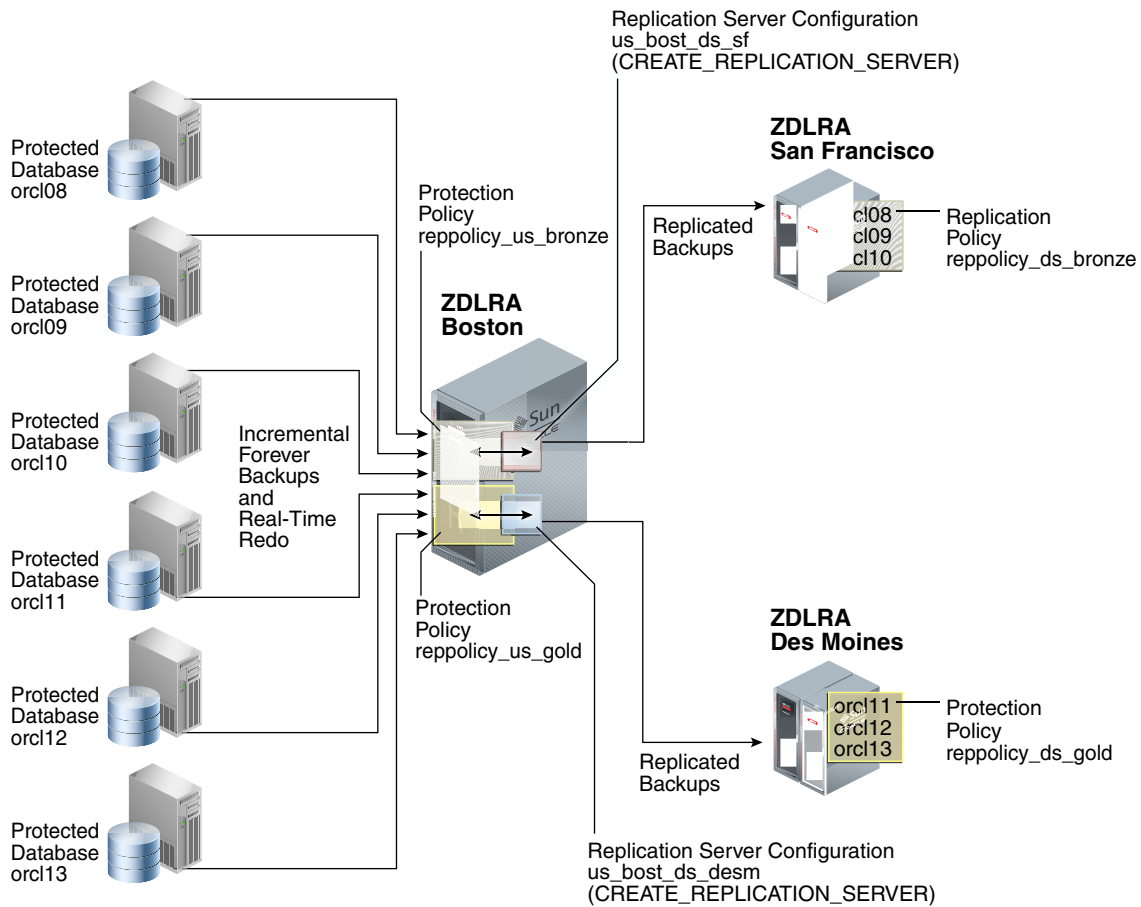 Replication Server Configuration
us_bost_ds_sf
(CREATE_REPLICATION_SERVER)
Protected
Database
orcl08
ZDLRA
San Francisco
cl08
cl09
cl10
Replication
Policy
reppolicy_ds_bronze
Replicated
Backups
Protection
Policy
reppolicy_us_bronze
Protected
Database
orcl09
ZDLRA
Boston
Sun
Protected
Database
orcl10
Incremental
Forever
Backups
and
Real-Time
Redo
Protected
Database
orcl11
Protection
Policy
reppolicy_us_gold
ZDLRA
Des Moines
orcl11
orcl12
orcl13
Protection
Policy
reppolicy_ds_gold
Replicated
Backups
Protected
Database
orcl12
Protected
Database
orcl13
Replication Server Configuration
us_bost_ds_desm
(CREATE_REPLICATION_SERVER)